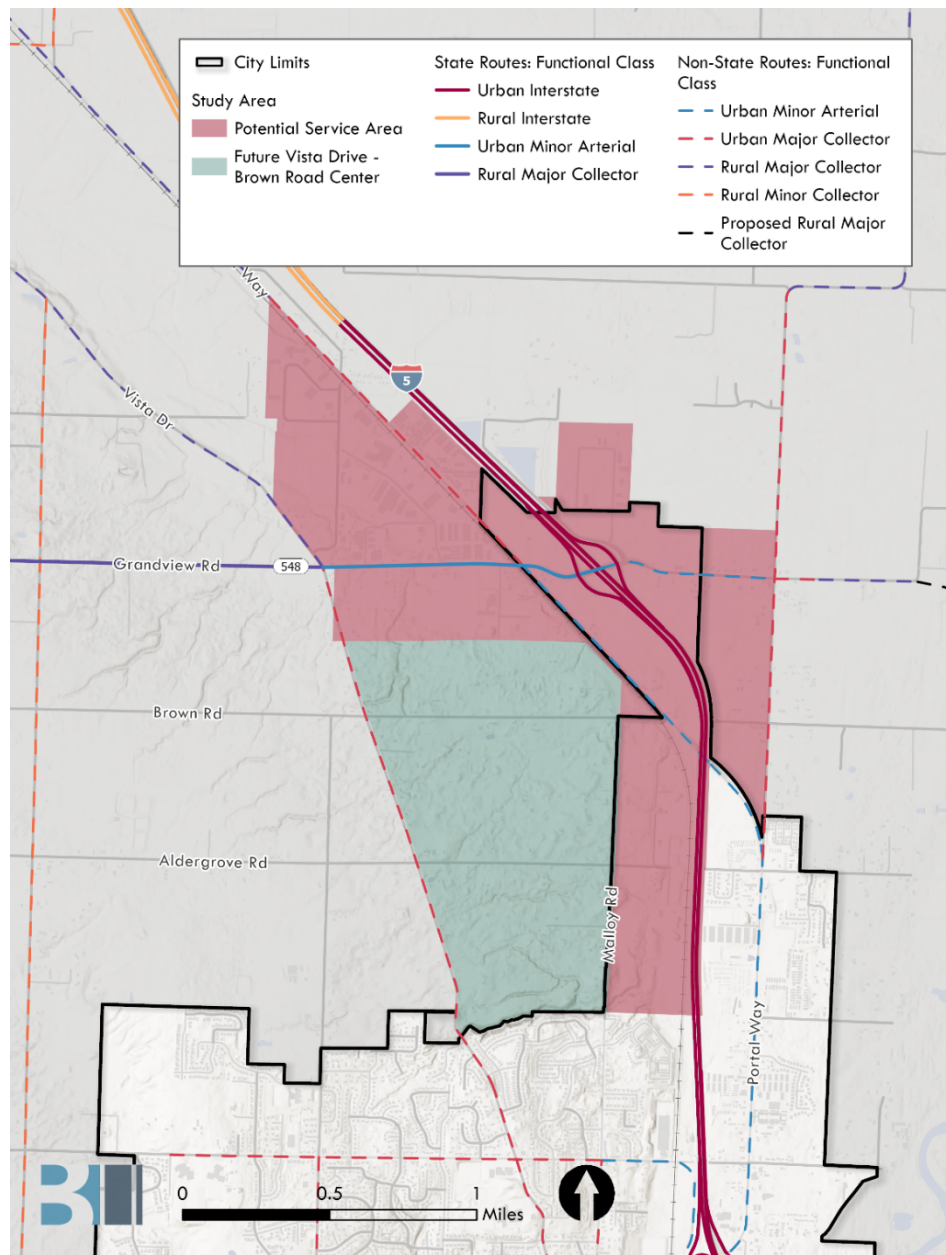 City Limits
Study Area
Potential Service Area
Future Vista Drive -
Brown Road Center
State Routes: Functional Class
Urban Interstate
Rural Interstate
Urban Minor Arterial
Rural Major Collector
Non-State Routes: Functional
Class
Urban Minor Arterial
Urban Major Collector
Rural Major Collector
Rural Minor Collector
Proposed Rural Major
Collector
Way
5
Vista Dr
Grandview Rd
548
Brown Rd
Aldergrove Rd
Malloy Rd
Portal Way
0
0.5
1
Miles